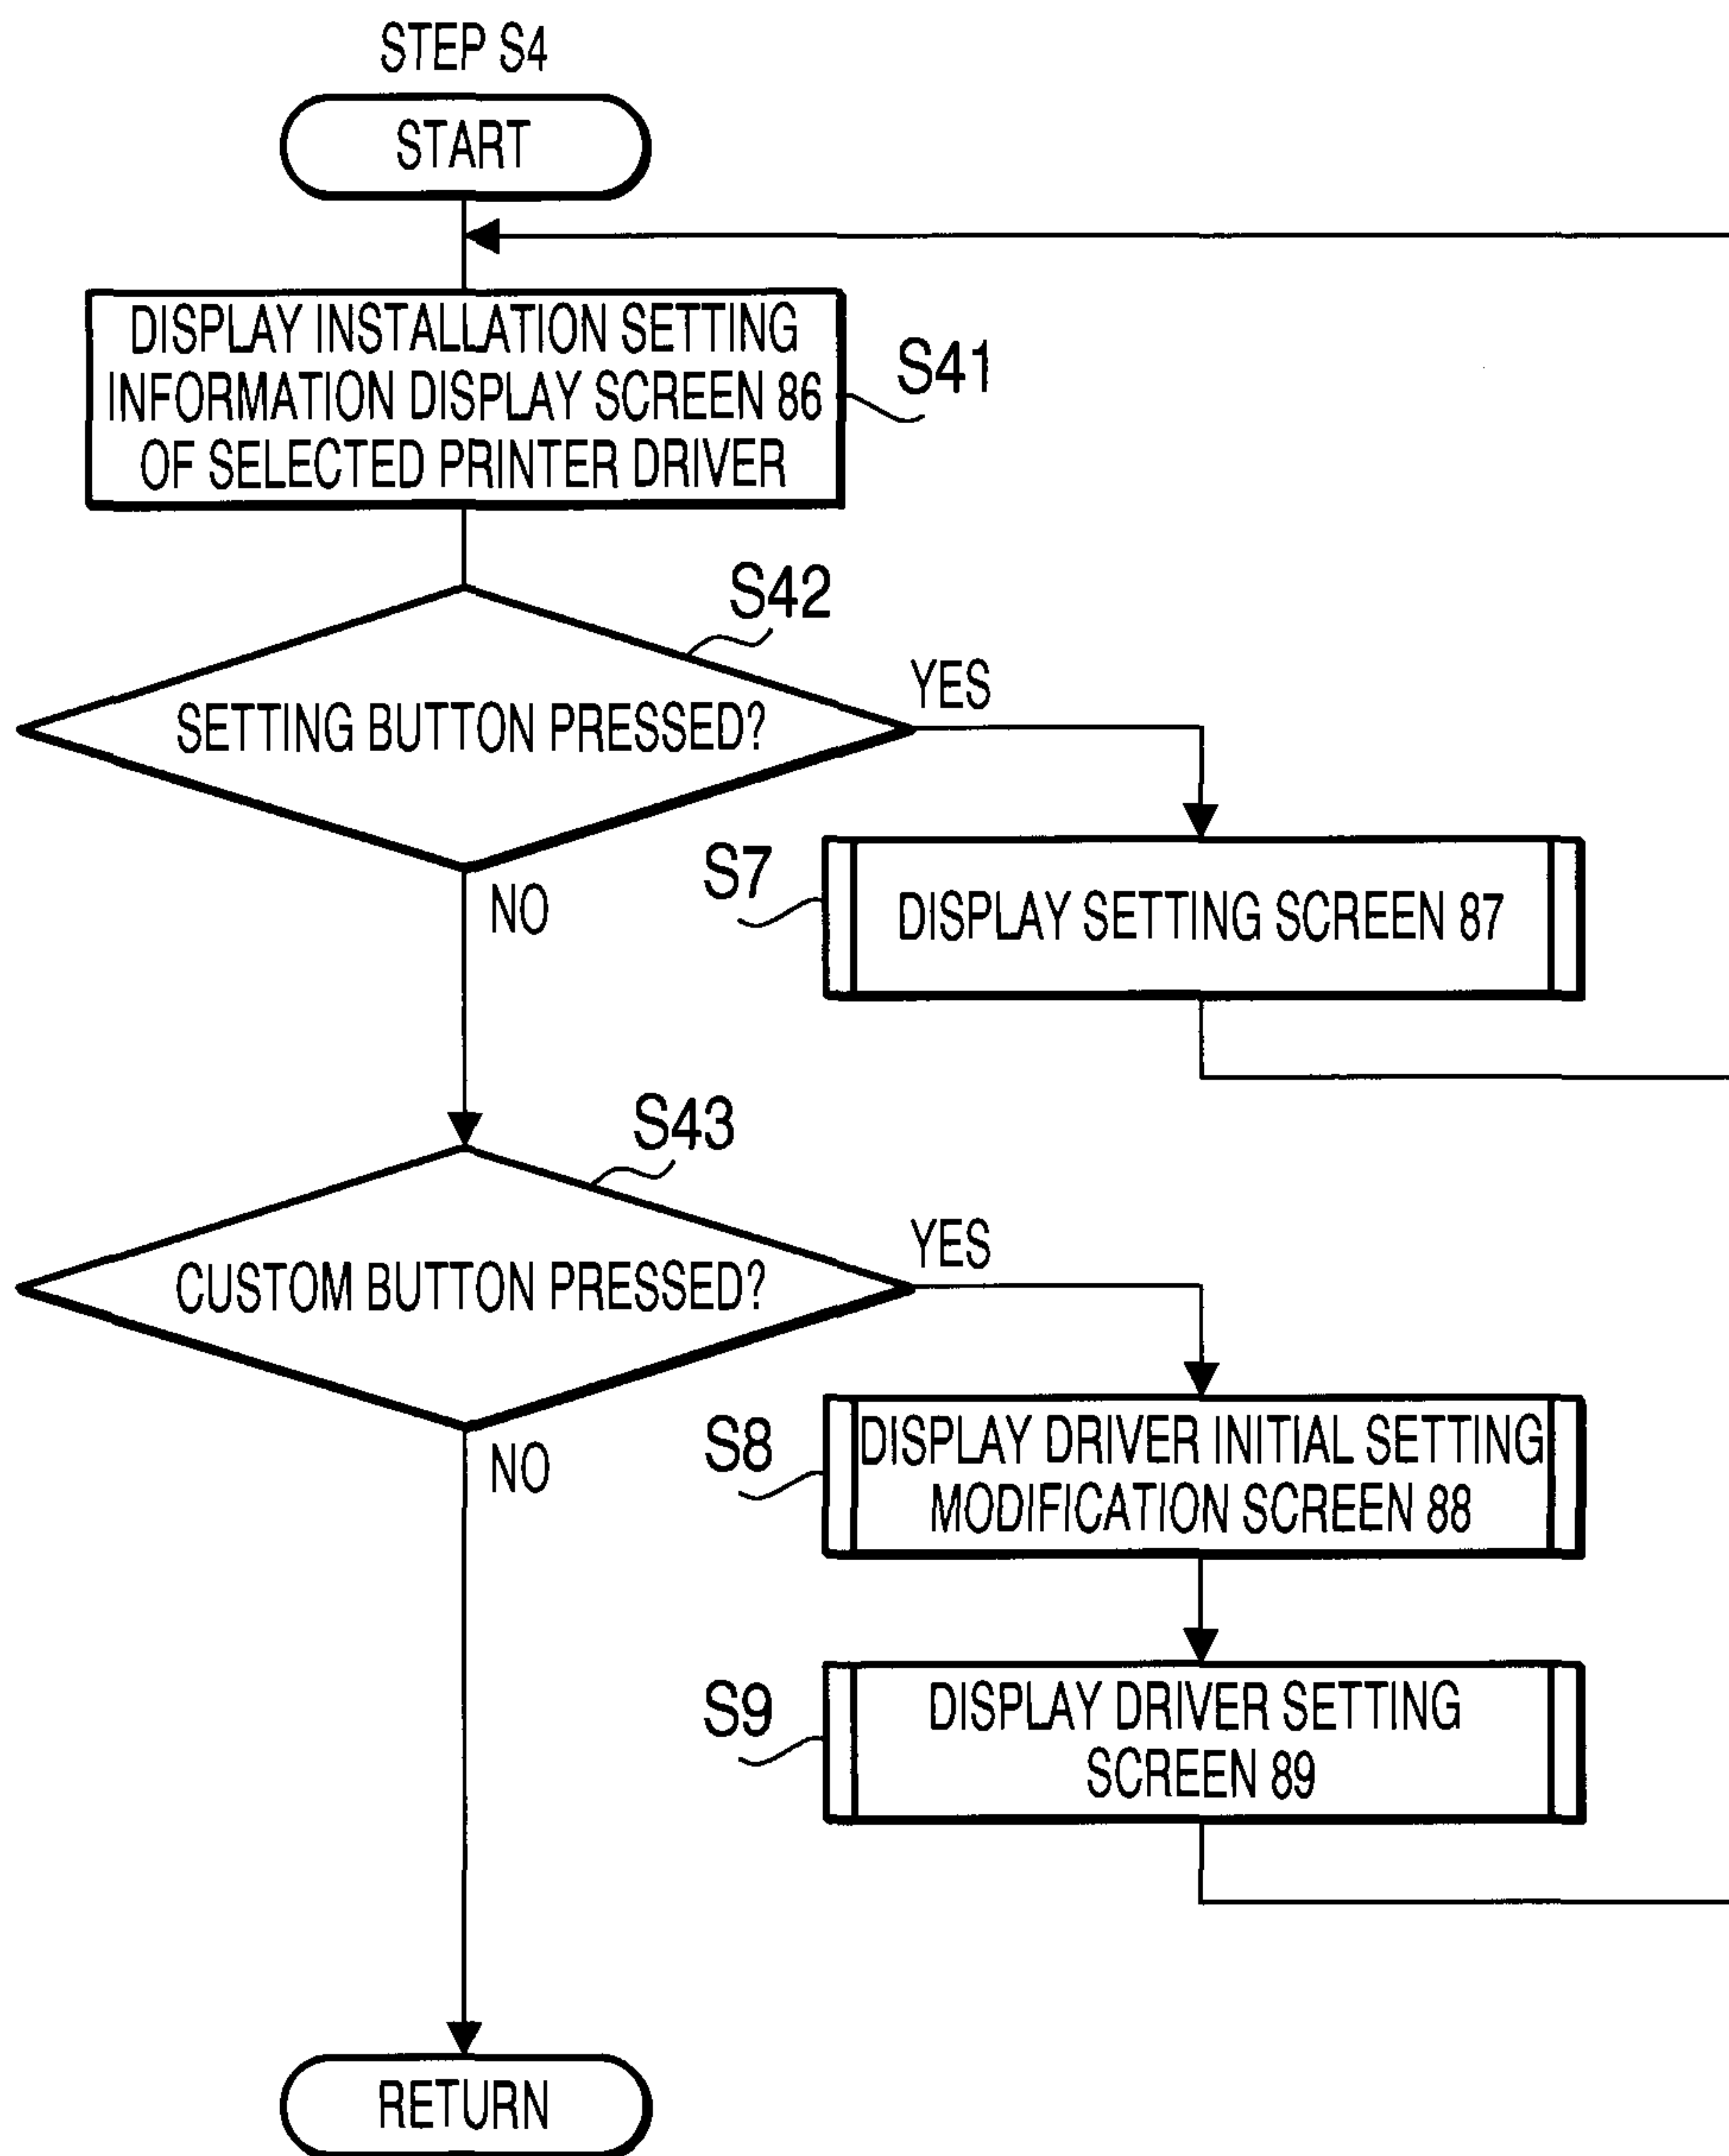 STEP S4
START
DISPLAY INSTALLATION SETTING
INFORMATION DISPLAY SCREEN 86
OF SELECTED PRINTER DRIVER
S41
S42
SETTING BUTTON PRESSED?
YES
NO
S7
DISPLAY SETTING SCREEN 87
S43
CUSTOM BUTTON PRESSED?
YES
NO
S8
DISPLAY DRIVER INITIAL SETTING
MODIFICATION SCREEN 88
S9
DISPLAY DRIVER SETTING
SCREEN 89
RETURN